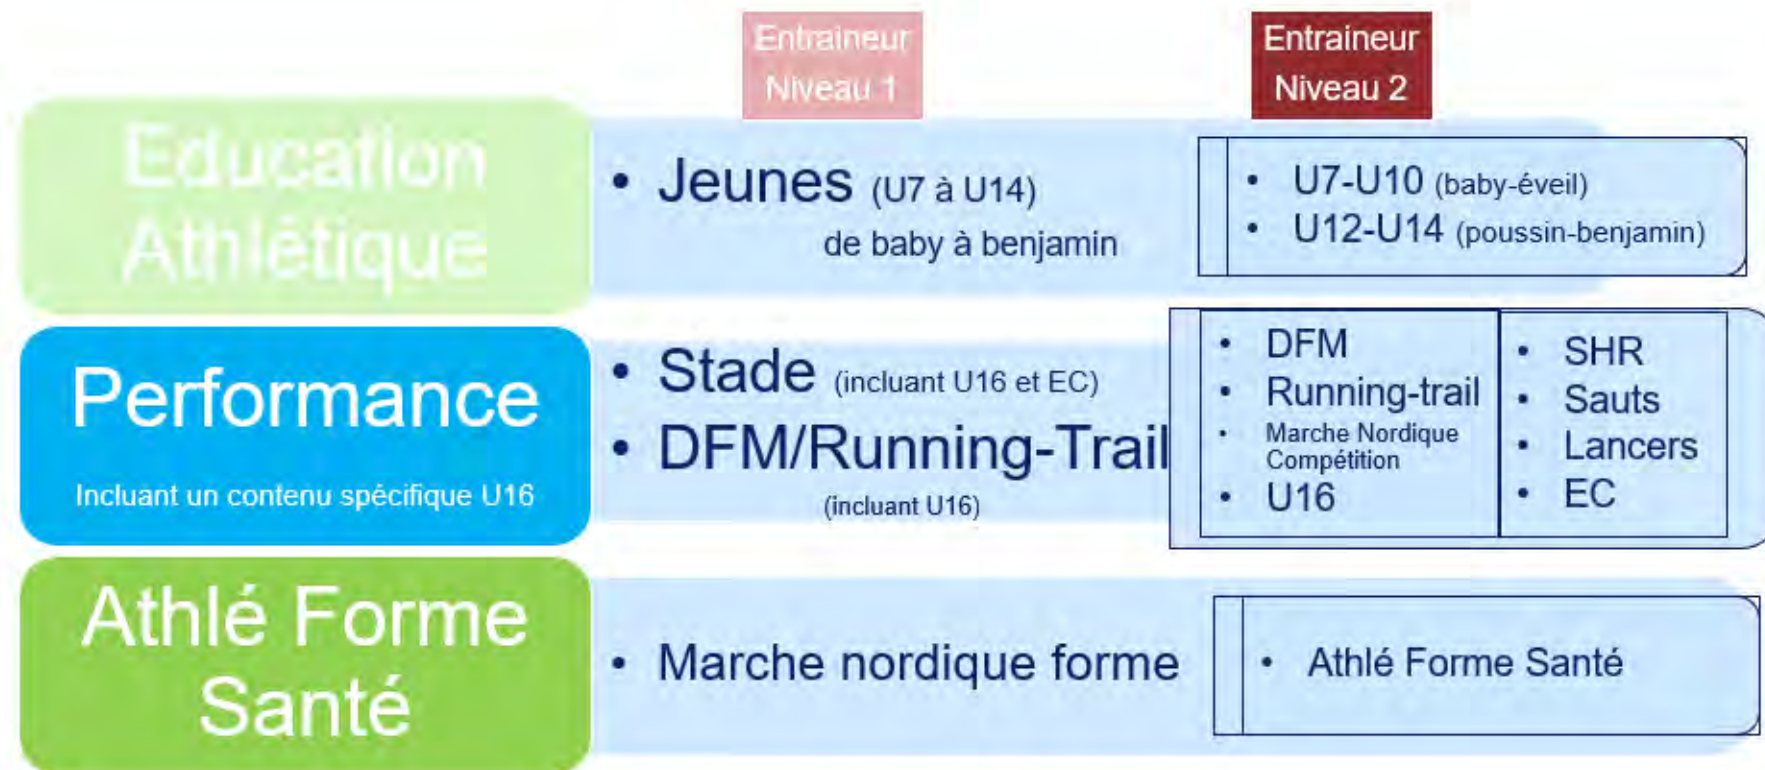 Entraineur
Niveau 1
Entraineur
Niveau 2
Education
Athlétique
• Jeunes (U7 à U14)
de baby à benjamin
• U7-U10 (baby-éveil)
• U12-U14 (poussin-benjamin)
Performance
Incluant un contenu spécifique U16
• Stade (incluant U16 et EC)
• DFM/Running-Trail
(incluant U16)
• DFM
• Running-trail
• Marche Nordique
Compétition
• U16
• SHR
• Sauts
• Lancers
• EC
Athlé Forme
Santé
• Marche nordique forme
• Athlé Forme Santé